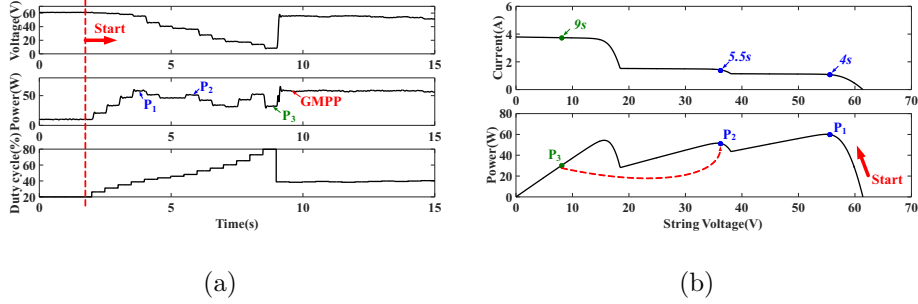 Voltage(V)
60
40
20
0
Start
0
5
10
15
Power(W)
50
0
P1
P2
P3
GMPP
0
5
10
15
Duty cycle(%)
80
60
40
20
0
5
10
15
Time(s)
(a)
Current(A)
6
4
2
0
9s
5.5s
4s
0
10
20
30
40
50
60
70
Power(W)
80
60
40
20
0
P3
P2
P1
Start
0
10
20
30
40
50
60
70
String Voltage(V)
(b)